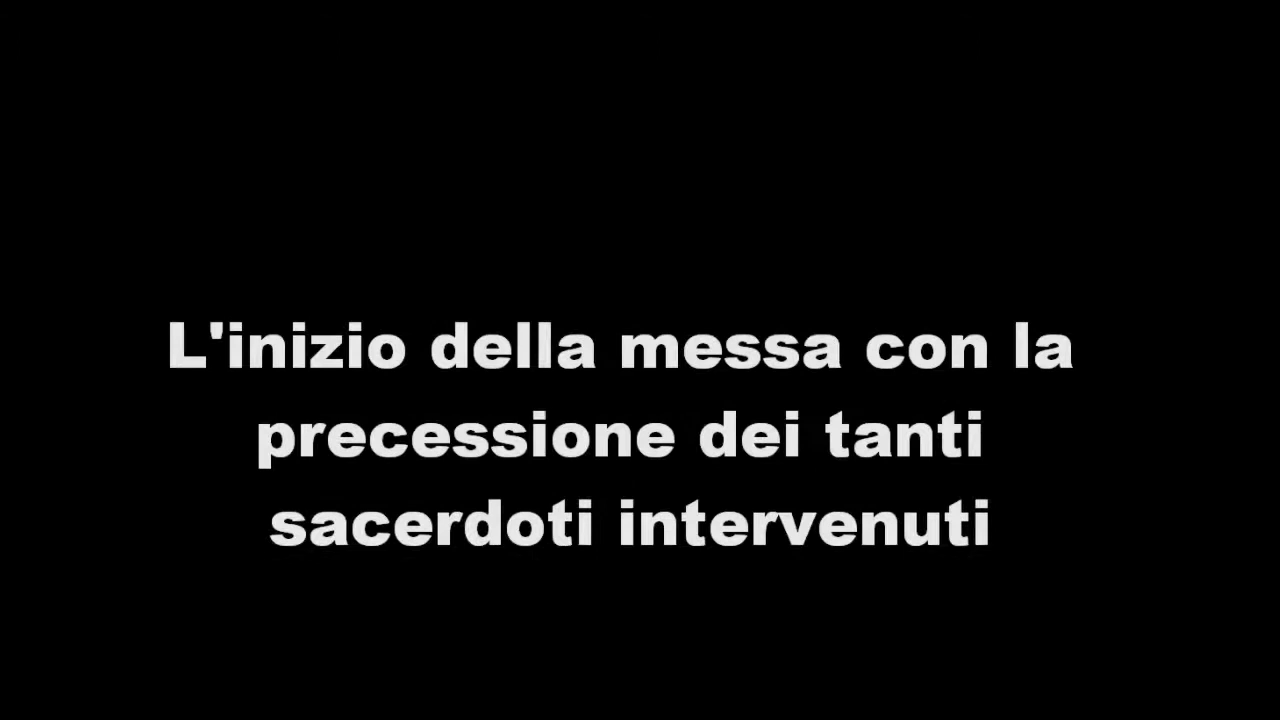 L'inizio della messa con la
precessione dei tanti
sacerdoti intervenuti